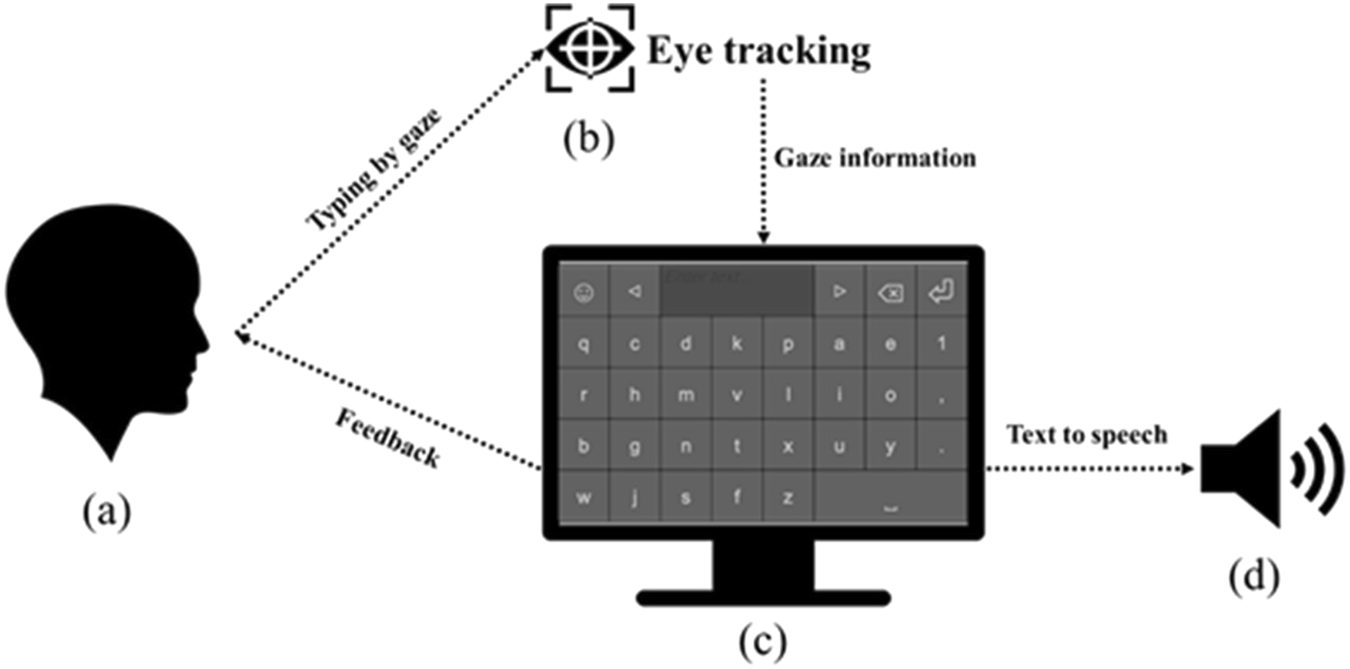 Eye tracking
(b)
Typing by gaze
Gaze information
Enter text...
q c d k p a e 1
r h m v l i o ,
b g n t x u y .
w j s f z
Feedback
Text to speech
(a)
(d)
(c)